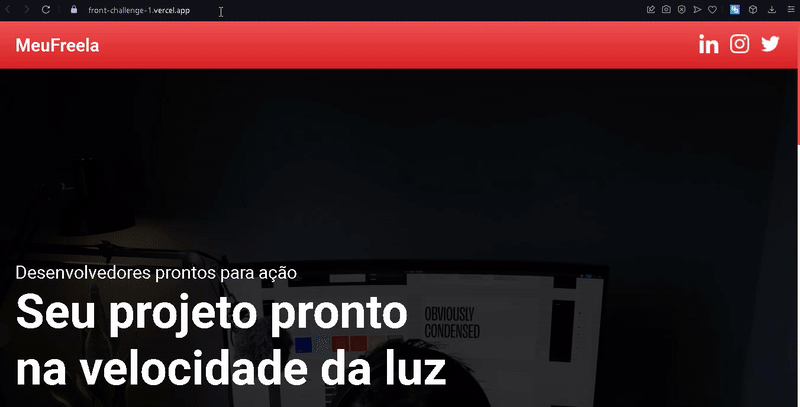 front-challenge-1.vercel.app
MeuFreela
Desenvolvedores prontos para ação
Seu projeto pronto
na velocidade da luz
OBVIOUSLY
CONDENSED